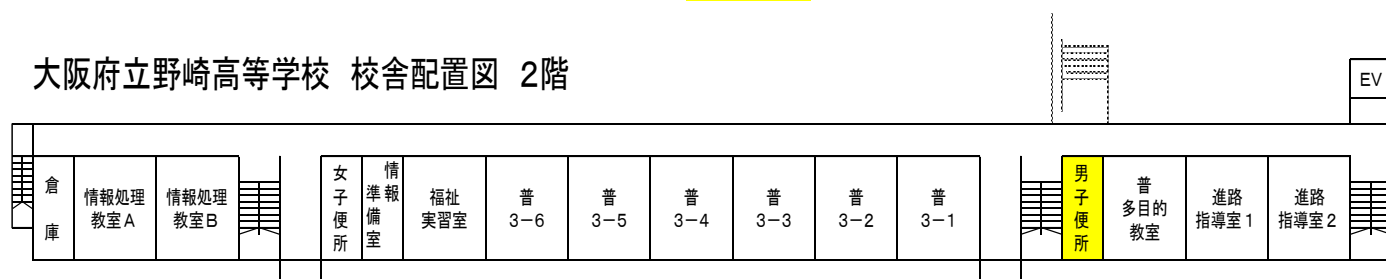 大阪府立野崎高等学校 校舎配置図 2階
EV
倉庫
情報処理
教室A
情報処理
教室B
女子便所
情報
準備室
福祉
実習室
普
3-6
普
3-5
普
3-4
普
3-3
普
3-2
普
3-1
男子便所
普
多目的
教室
進路
指導室1
進路
指導室2